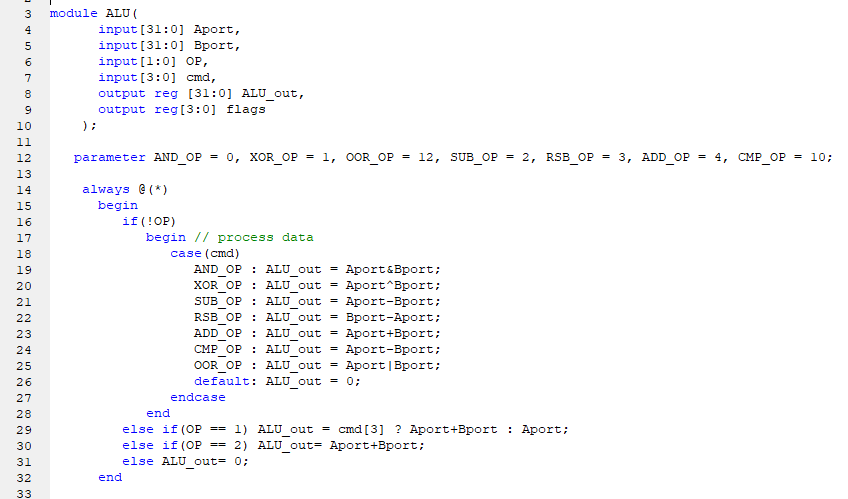 3 module ALU(
4 input[31:0] Aport,
5 input[31:0] Bport,
6 input[1:0] OP,
7 input[3:0] cmd,
8 output reg [31:0] ALU_out,
9 output reg[3:0] flags
10 );
11
12 parameter AND_OP = 0, XOR_OP = 1, OOR_OP = 12, SUB_OP = 2, RSB_OP = 3, ADD_OP = 4, CMP_OP = 10;
13
14 always @(*)
15 begin
16 if(!OP)
17 begin // process data
18 case(cmd)
19 AND_OP : ALU_out = Aport&Bport;
20 XOR_OP : ALU_out = Aport^Bport;
21 SUB_OP : ALU_out = Aport-Bport;
22 RSB_OP : ALU_out = Bport-Aport;
23 ADD_OP : ALU_out = Aport+Bport;
24 CMP_OP : ALU_out = Aport-Bport;
25 OOR_OP : ALU_out = Aport|Bport;
26 default: ALU_out = 0;
27 endcase
28 end
29 else if(OP == 1) ALU_out = cmd[3] ? Aport+Bport : Aport;
30 else if(OP == 2) ALU_out= Aport+Bport;
31 else ALU_out= 0;
32 end
33